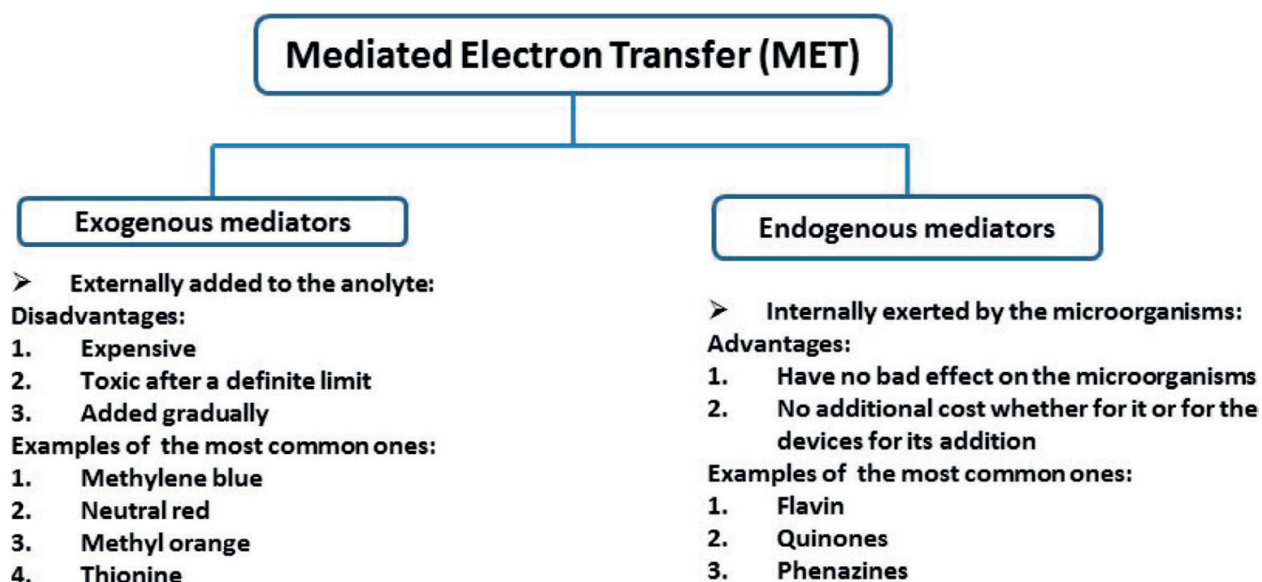 Mediated Electron Transfer (MET)
Exogenous mediators
➢ Externally added to the anolyte:
Disadvantages:
1. Expensive
2. Toxic after a definite limit
3. Added gradually
Examples of the most common ones:
1. Methylene blue
2. Neutral red
3. Methyl orange
4. Thionine
Endogenous mediators
➢ Internally exerted by the microorganisms:
Advantages:
1. Have no bad effect on the microorganisms
2. No additional cost whether for it or for the
devices for its addition
Examples of the most common ones:
1. Flavin
2. Quinones
3. Phenazines